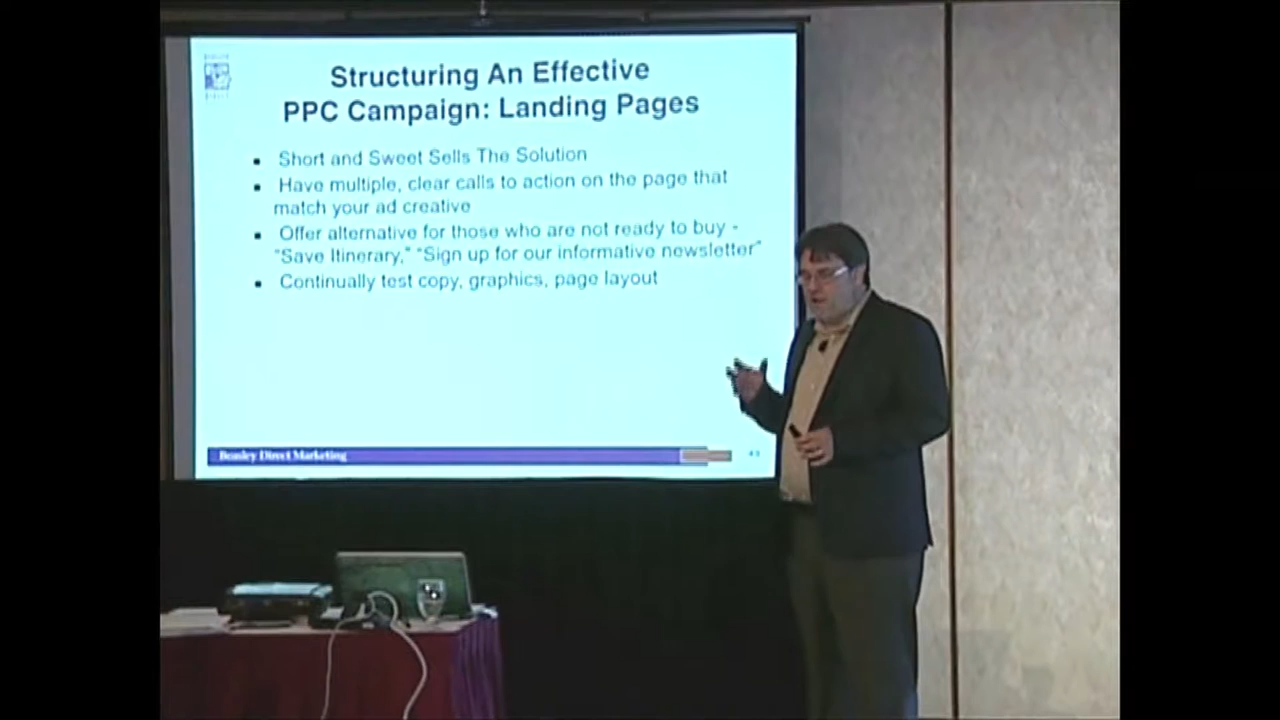 Structuring An Effective
PPC Campaign: Landing Pages
▪ Short and Sweet Sells The Solution
▪ Have multiple, clear calls to action on the page that
match your ad creative
▪ Offer alternative for those who are not ready to buy -
"Save Itinerary," "Sign up for our informative newsletter"
▪ Continually test copy, graphics, page layout
Beasley Direct Marketing